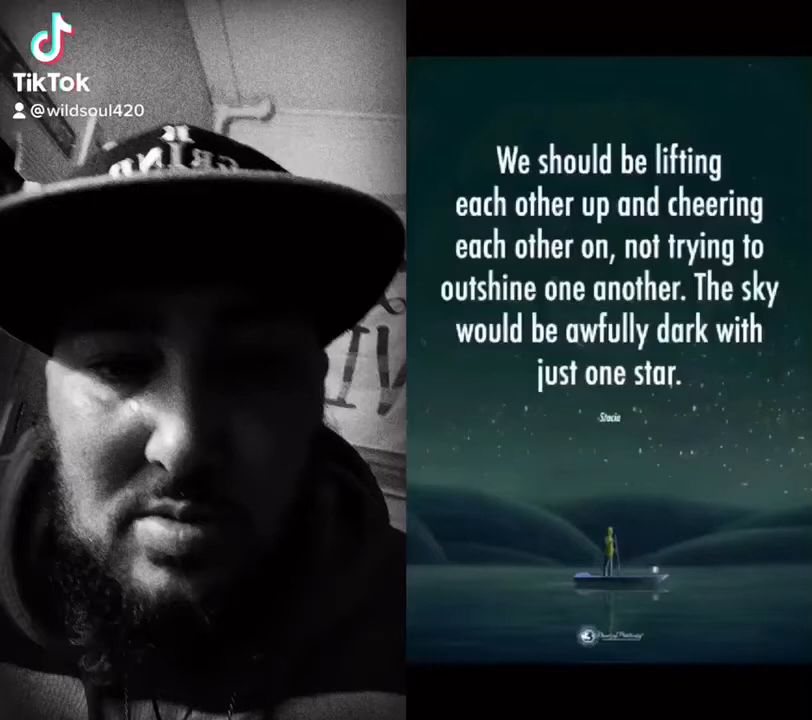 TikTok
@wildsoul420
We should be lifting
each other up and cheering
each other on, not trying to
outshine one another. The sky
would be awfully dark with
just one star.
-Stacia